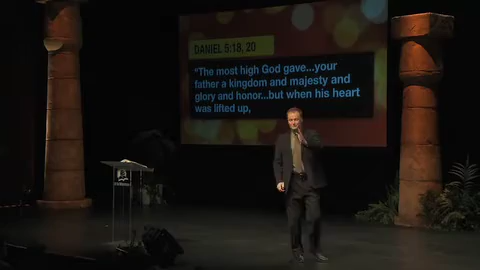 DANIEL 5:18, 20
"The most high God gave...your
father a kingdom and majesty and
glory and honor...but when his heart
was lifted up,